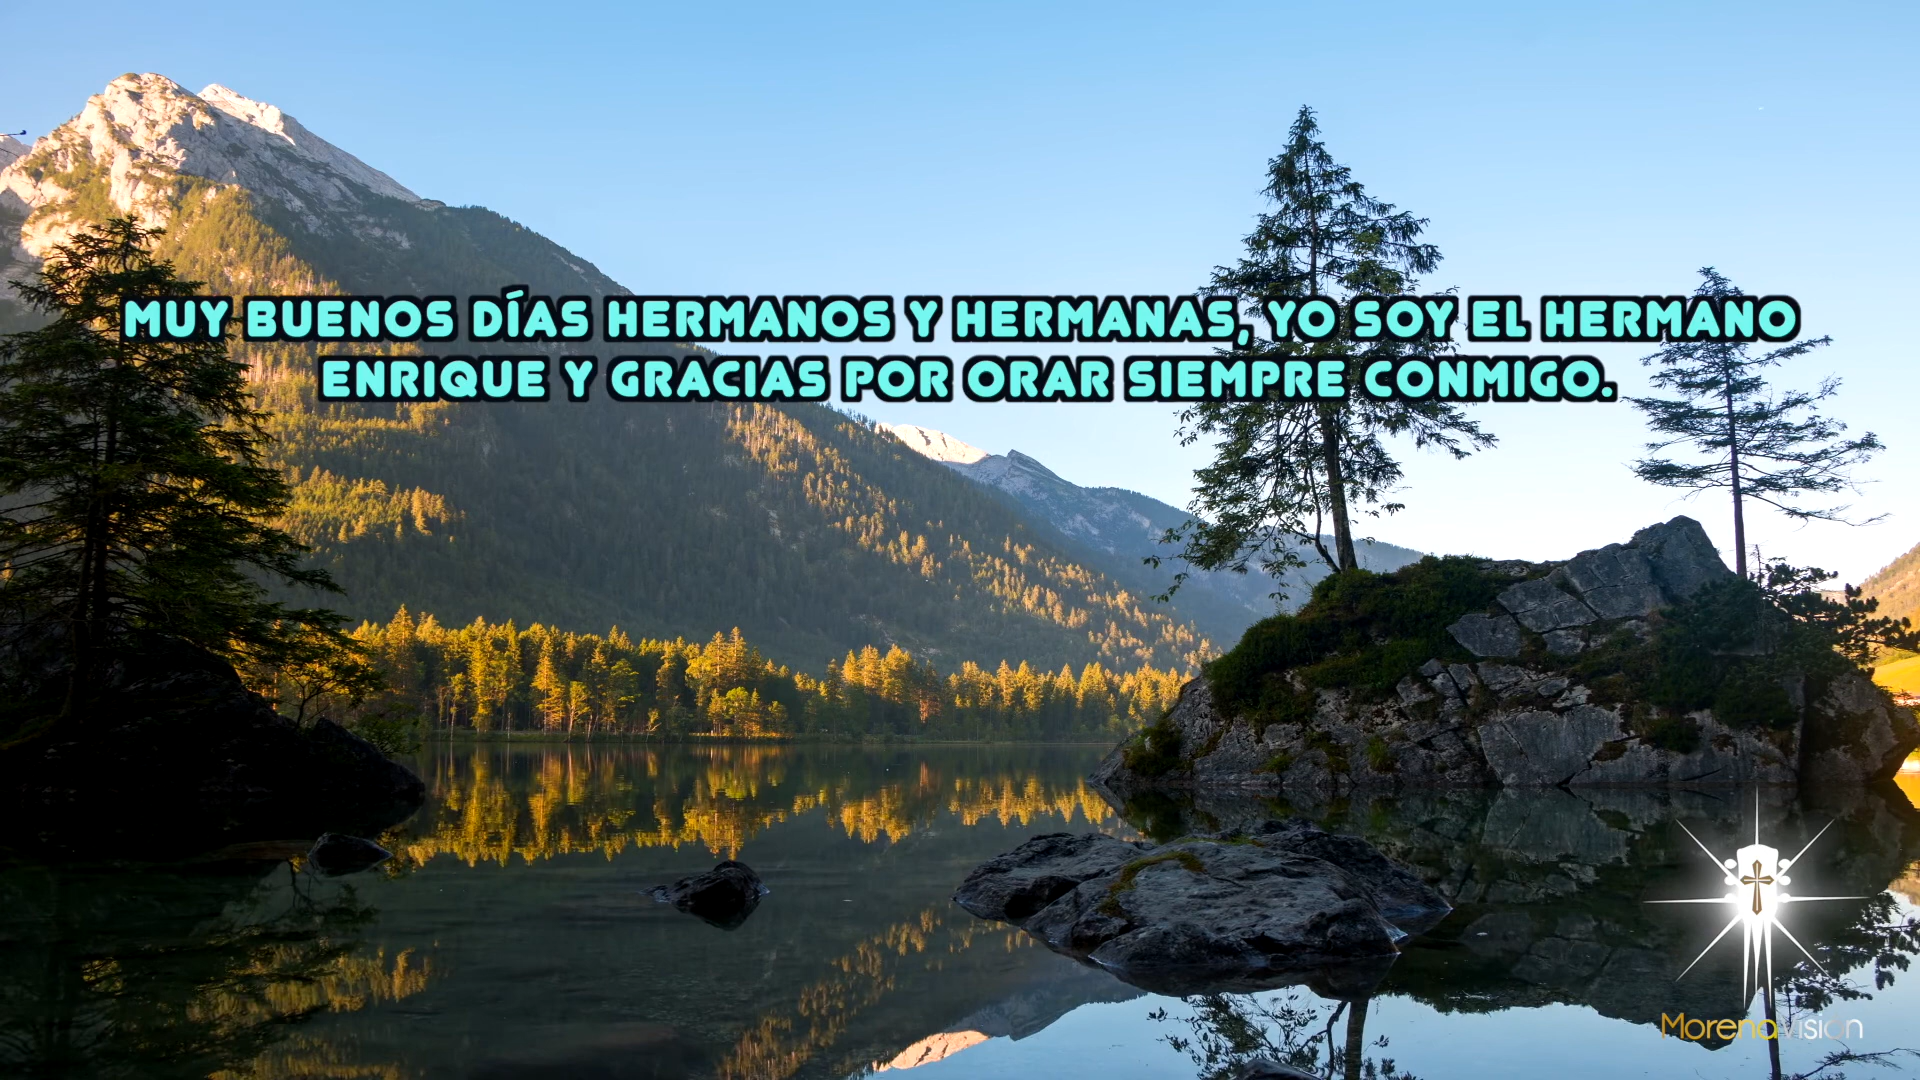 MUY BUENOS DÍAS HERMANOS Y HERMANAS, YO SOY EL HERMANO
ENRIQUE Y GRACIAS POR ORAR SIEMPRE CONMIGO.
Morenavision